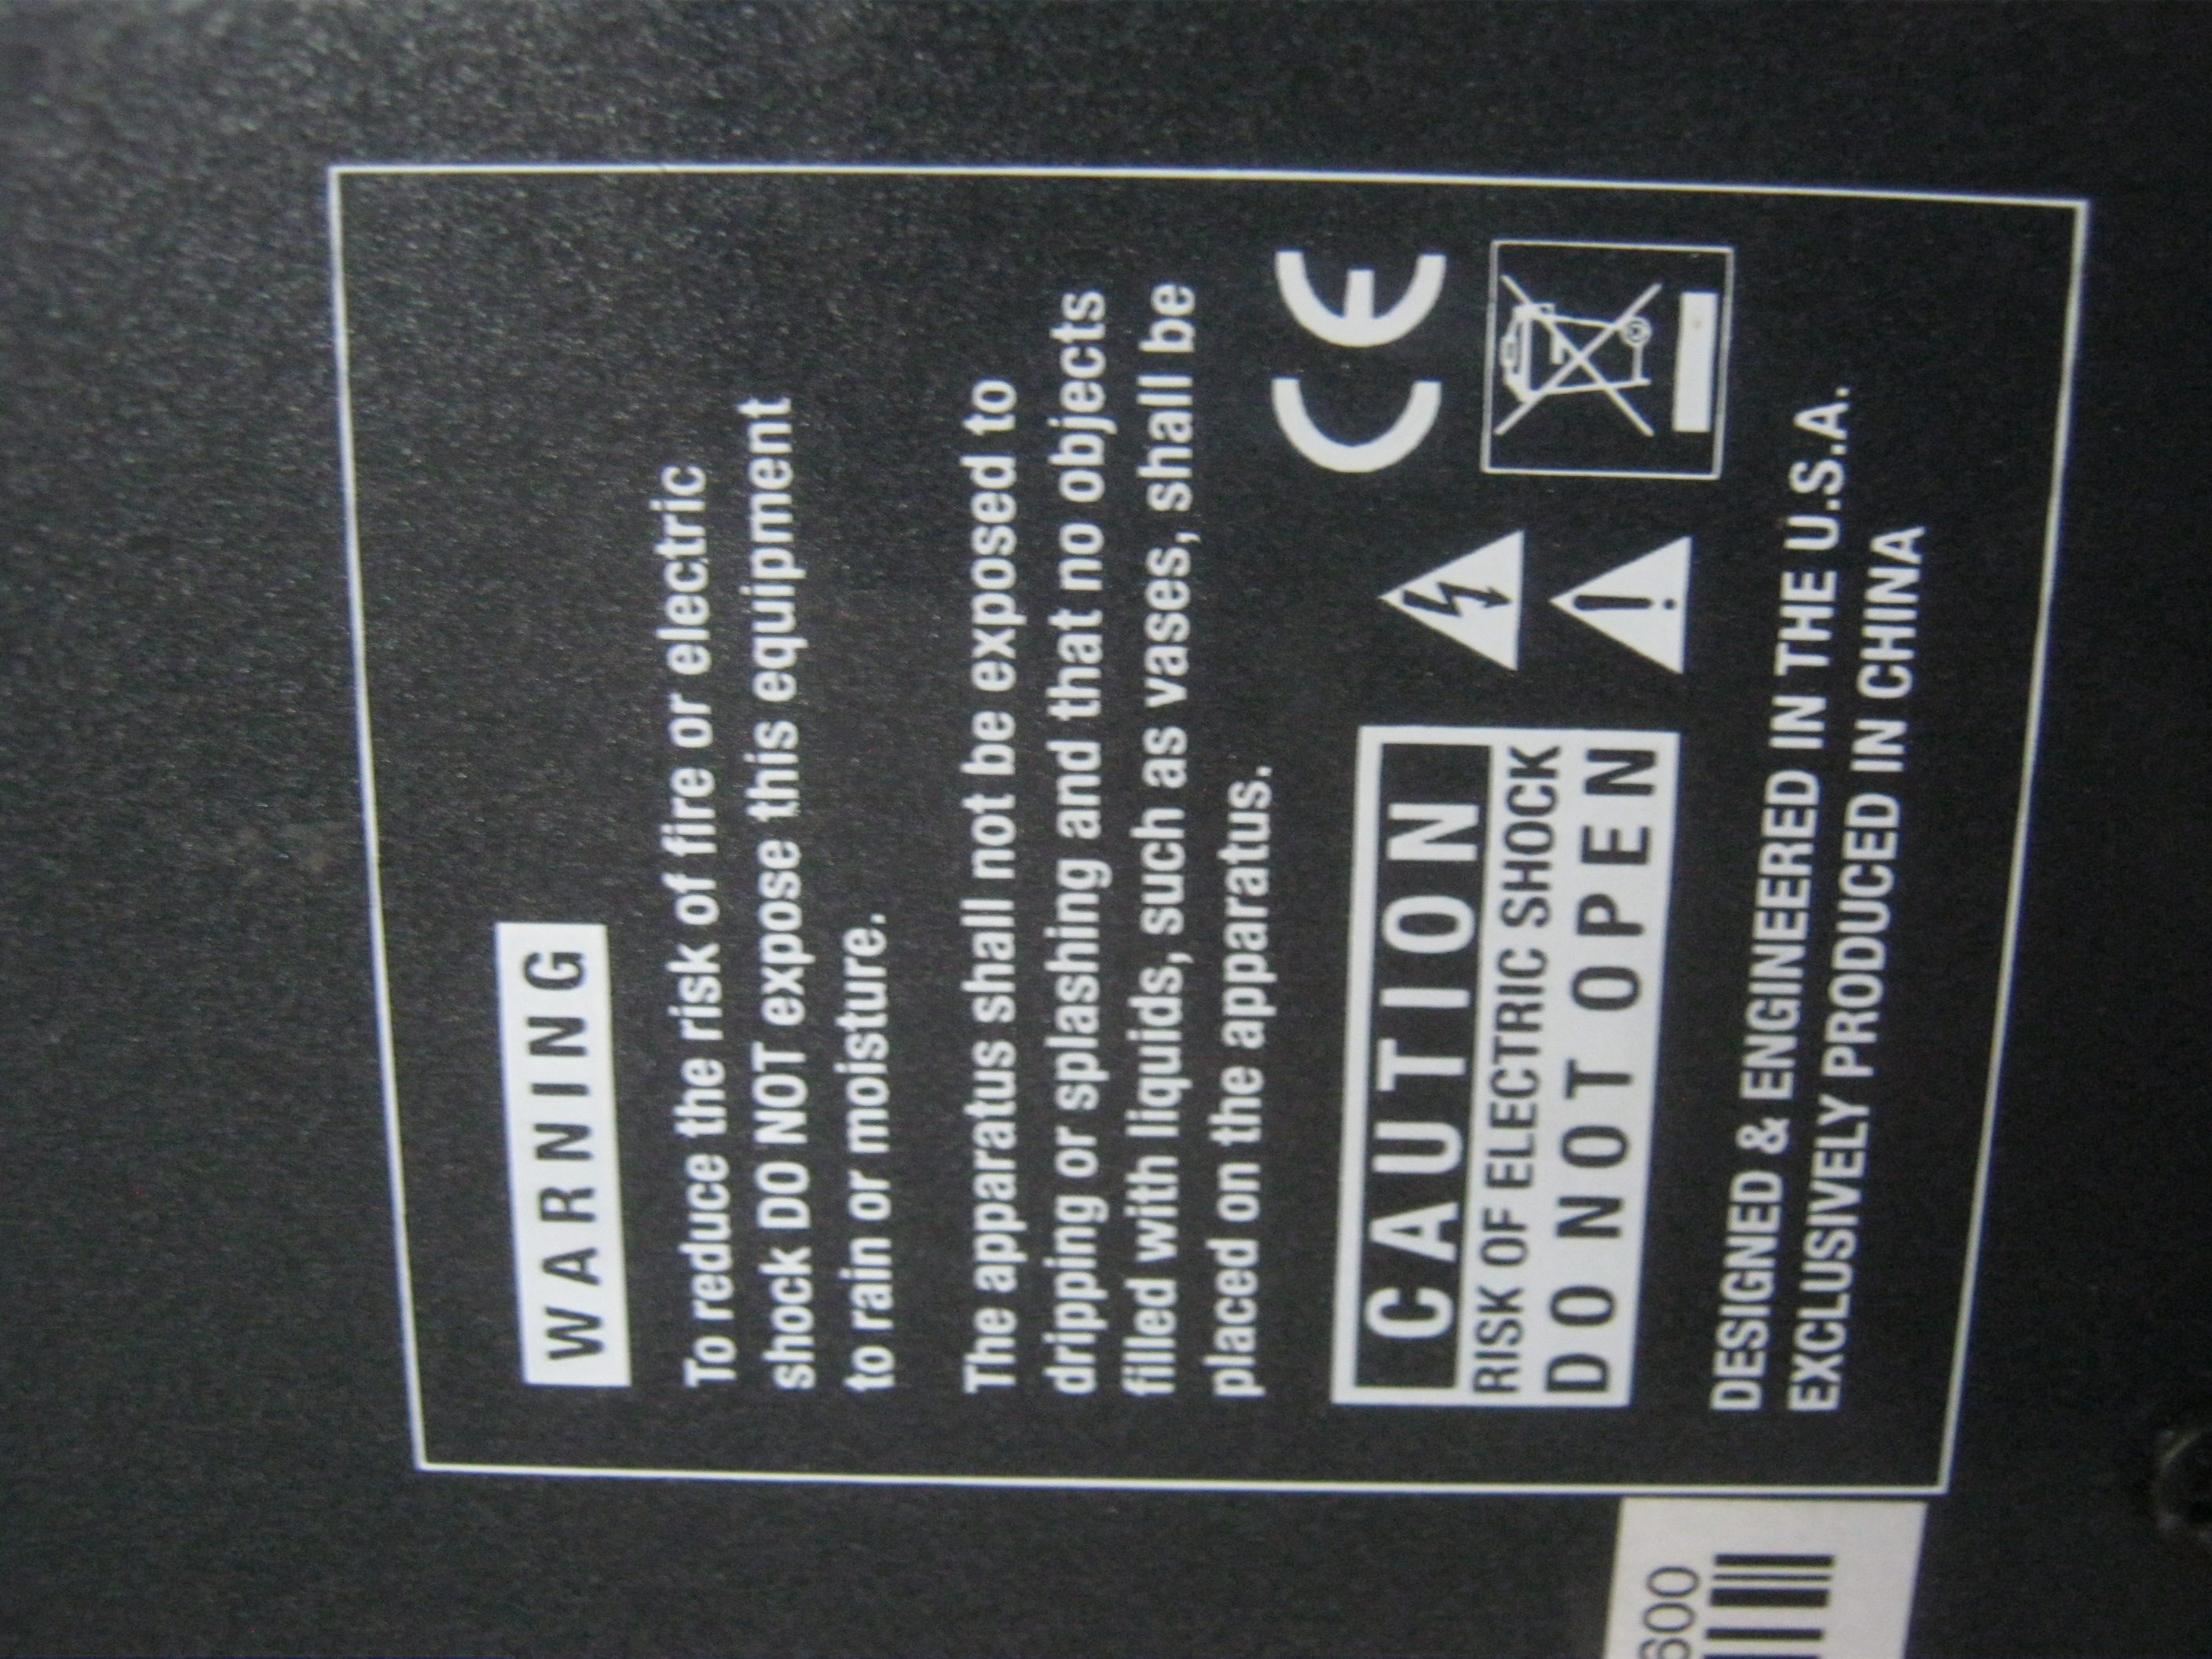 WARNING
To reduce the risk of fire or electric
shock DO NOT expose this equipment
to rain or moisture.
The apparatus shall not be exposed to
dripping or splashing and that no objects
filled with liquids, such as vases, shall be
placed on the apparatus.
CE
CAUTION
RISK OF ELECTRIC SHOCK
DO NOT OPEN
DESIGNED & ENGINEERED IN THE U.S.A.
EXCLUSIVELY PRODUCED IN CHINA
600